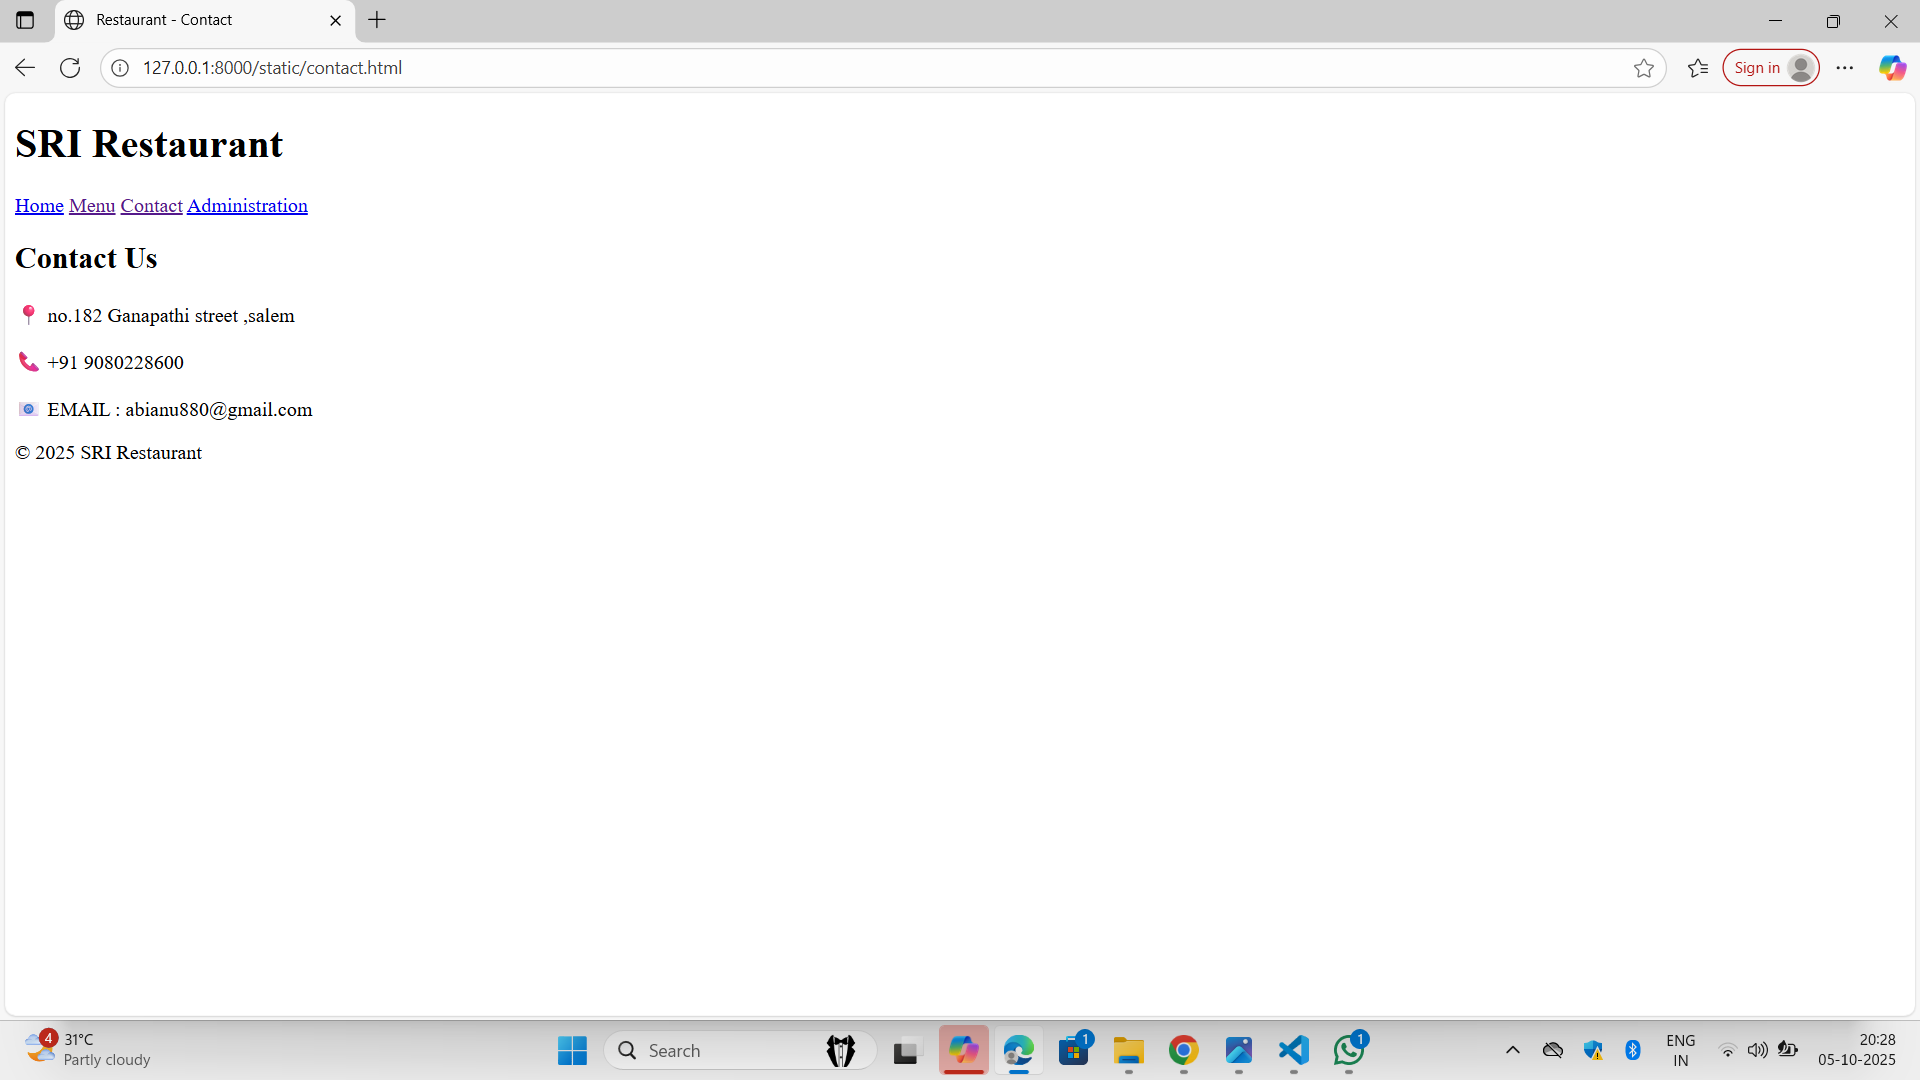 Restaurant - Contact
127.0.0.1:8000/static/contact.html
Sign in
SRI Restaurant
Home Menu Contact Administration
Contact Us
📍 no.182 Ganapathi street ,salem
📞 +91 9080228600
📧 EMAIL : abianu880@gmail.com
© 2025 SRI Restaurant
4
31°C
Partly cloudy
Search
1
1
ENG
IN
20:28
05-10-2025